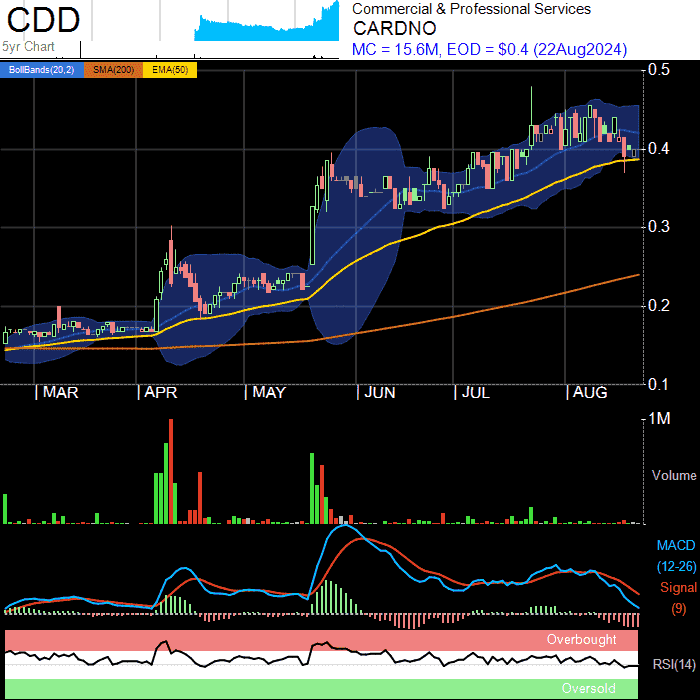 CDD
5yr Chart
Commercial & Professional Services
CARDNO
MC = 15.6M, EOD = $0.4 (22Aug2024)
BollBands(20,2) SMA(200) EMA(50)
0.5
0.4
0.3
0.2
0.1
MAR APR MAY JUN JUL AUG
1M
Volume
MACD
(12-26)
Signal
(9)
Overbought
RSI(14)
Oversold